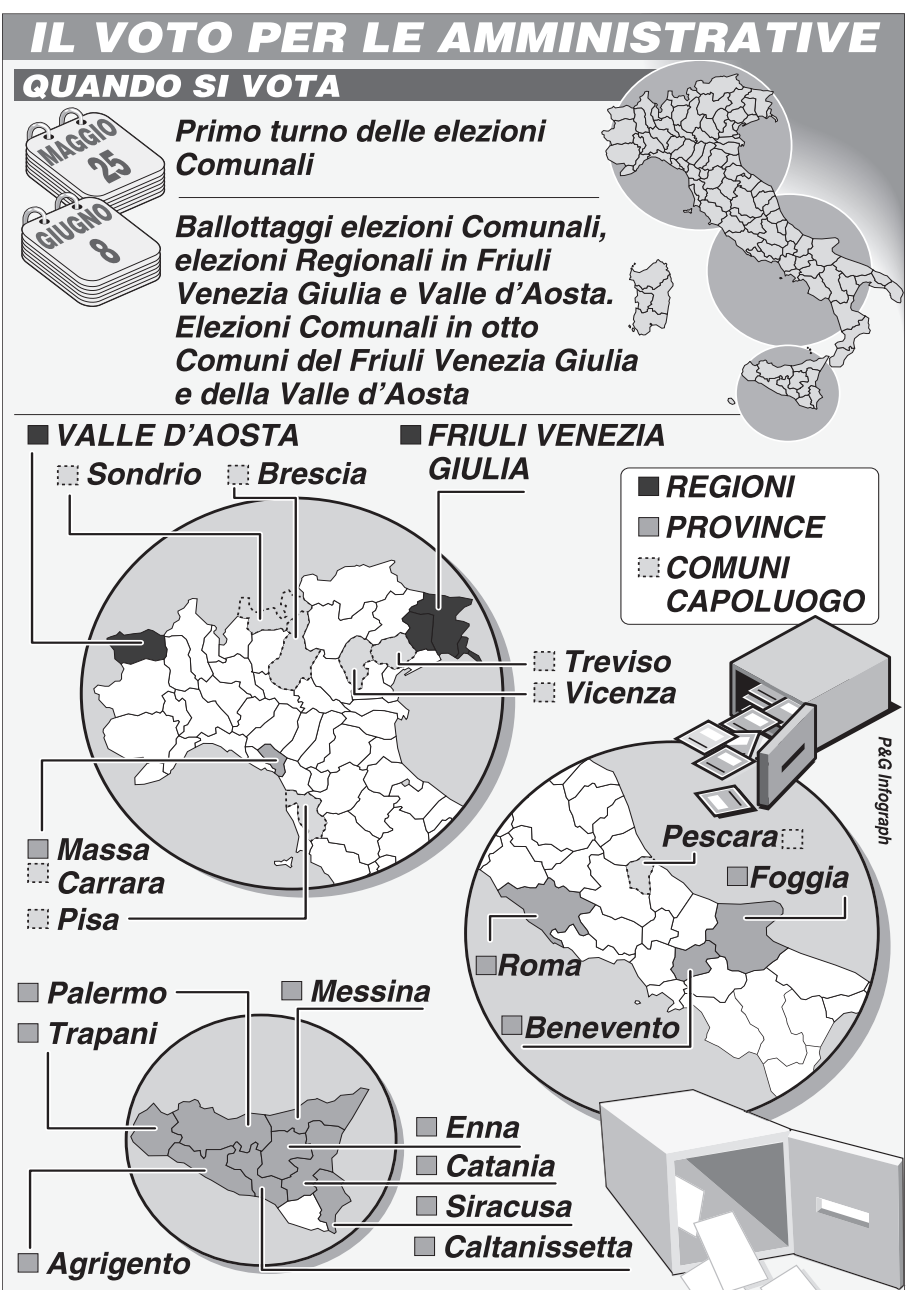 IL VOTO PER LE AMMINISTRATIVE
QUANDO SI VOTA
MAGGIO
25
Primo turno delle elezioni
Comunali
GIUGNO
8
Ballottaggi elezioni Comunali,
elezioni Regionali in Friuli
Venezia Giulia e Valle d'Aosta.
Elezioni Comunali in otto
Comuni del Friuli Venezia Giulia
e della Valle d'Aosta
VALLE D'AOSTA
FRIULI VENEZIA
GIULIA
Sondrio
Brescia
REGIONI
PROVINCE
COMUNI
CAPOLUOGO
Treviso
Vicenza
P&G Infograph
Massa
Carrara
Pisa
Pescara
Foggia
Roma
Benevento
Palermo
Messina
Trapani
Enna
Catania
Siracusa
Caltanissetta
Agrigento